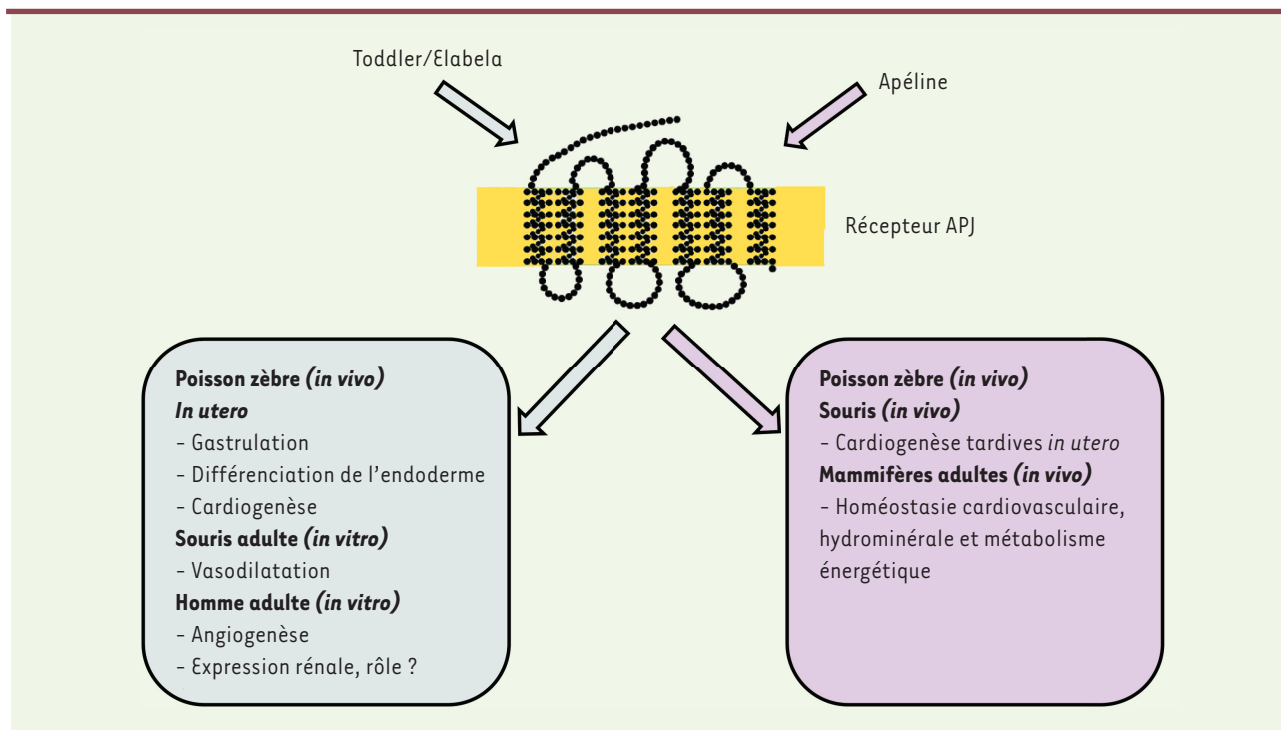 Toddler/Elabela
Apéline
Récepteur APJ
Poisson zèbre (in vivo)
In utero
– Gastrulation
– Différenciation de l’endoderme
– Cardiogenèse
Souris adulte (in vitro)
– Vasodilatation
Homme adulte (in vitro)
– Angiogenèse
– Expression rénale, rôle ?
Poisson zèbre (in vivo)
Souris (in vivo)
– Cardiogenèse tardives in utero
Mammifères adultes (in vivo)
– Homéostasie cardiovasculaire,
hydrominérale et métabolisme
énergétique